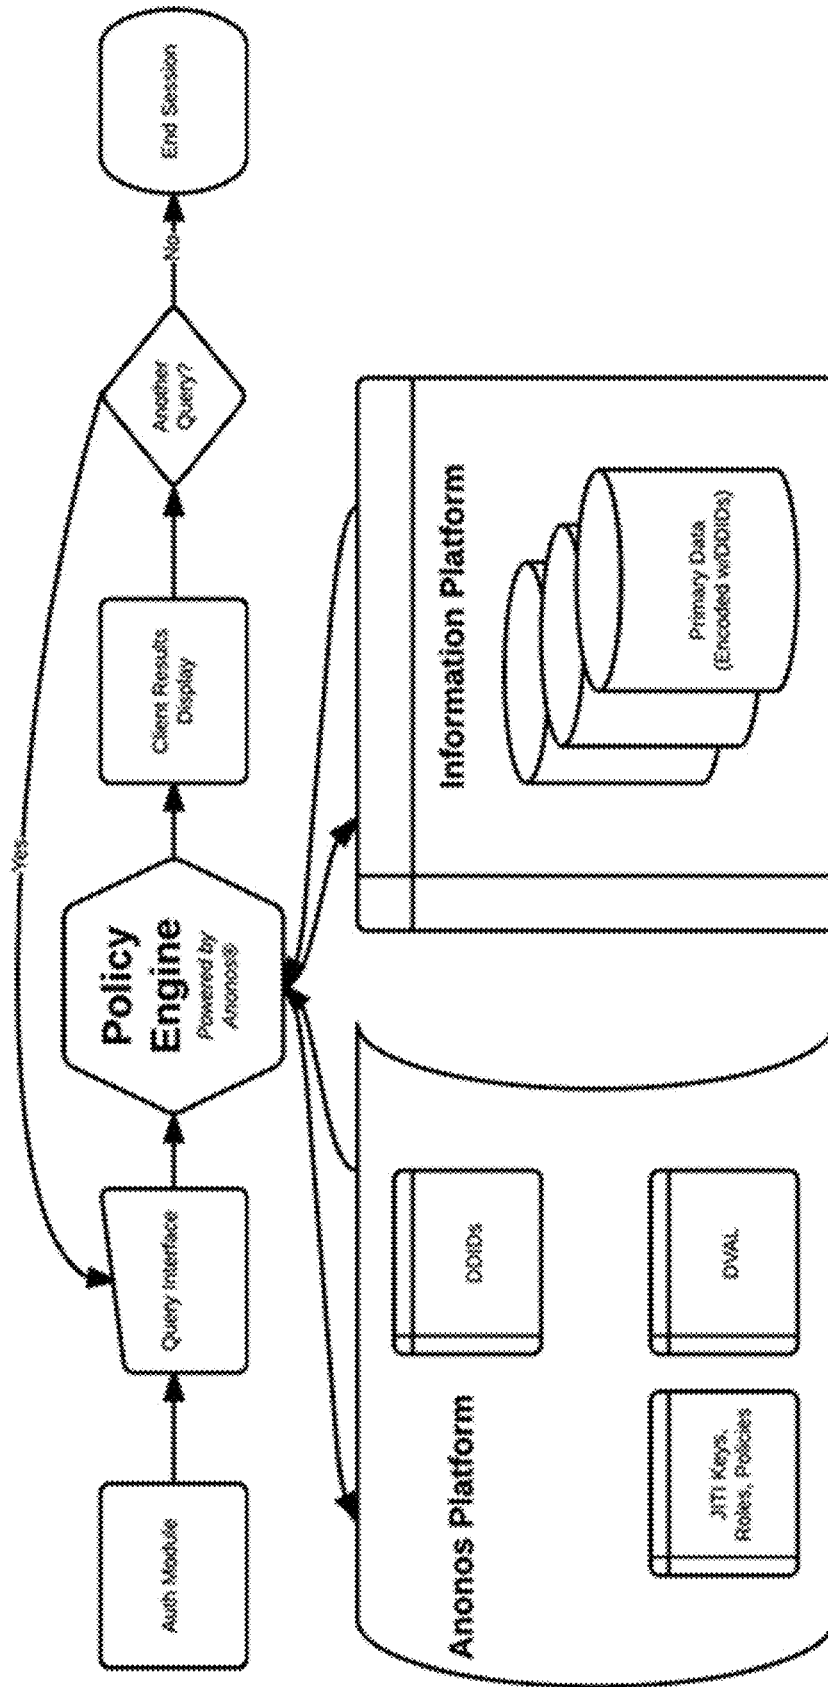 Auth Module
Query Interface
Policy
Engine
Powered by
Anonos®
Client Results
Display
Another
Query?
No
End Session
Yes
Anonos Platform
DDIDs
JITI Keys,
Roles, Policies
DVAL
Information Platform
Primary Data
(Encoded w/DDIDs)